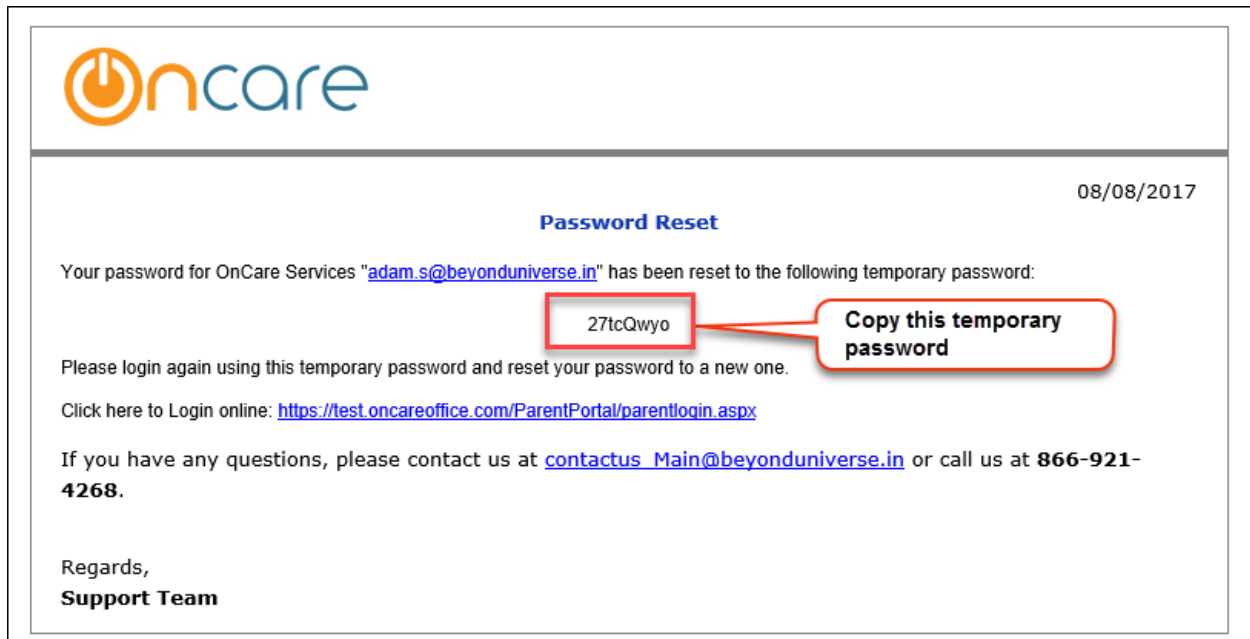 Oncare
08/08/2017
Password Reset
Your password for OnCare Services "adam.s@beyonduniverse.in" has been reset to the following temporary password:
27tcQwyo
Copy this temporary
password
Please login again using this temporary password and reset your password to a new one.
Click here to Login online: https://test.oncareoffice.com/ParentPortal/parentlogin.aspx
If you have any questions, please contact us at contactus_Main@beyonduniverse.in or call us at 866-921-
4268.
Regards,
Support Team